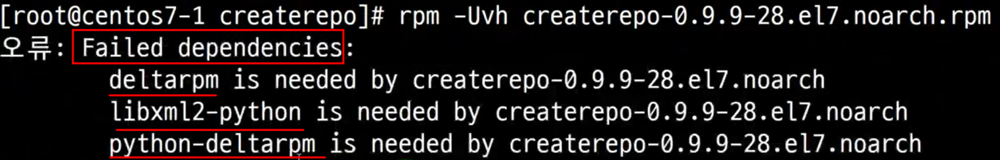 [root@centos7-1 createrepo]# rpm -Uvh createrepo-0.9.9-28.el7.noarch.rpm
오류: Failed dependencies:
deltarpm is needed by createrepo-0.9.9-28.el7.noarch
libxml2-python is needed by createrepo-0.9.9-28.el7.noarch
python-deltarpm is needed by createrepo-0.9.9-28.el7.noarch